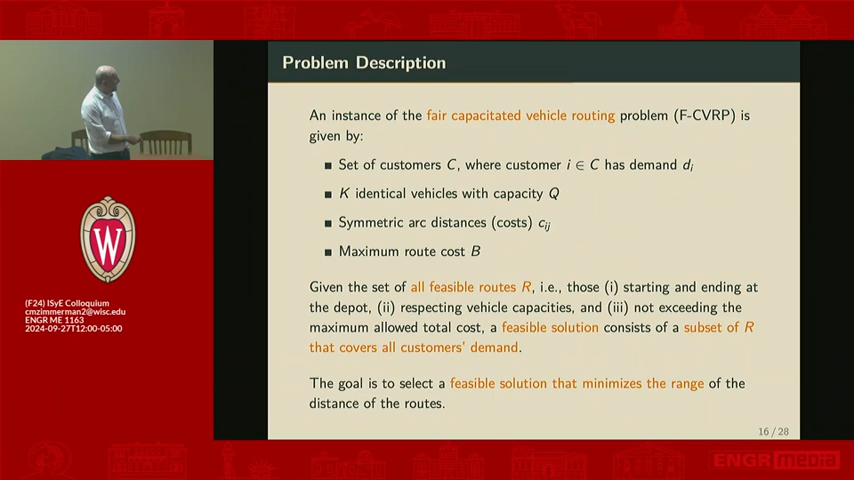 Problem Description
An instance of the fair capacitated vehicle routing problem (F-CVRP) is
given by:
Set of customers C, where customer i ∈ C has demand d_i
K identical vehicles with capacity Q
Symmetric arc distances (costs) c_ij
Maximum route cost B
Given the set of all feasible routes R, i.e., those (i) starting and ending at
the depot, (ii) respecting vehicle capacities, and (iii) not exceeding the
maximum allowed total cost, a feasible solution consists of a subset of R
that covers all customers' demand.
The goal is to select a feasible solution that minimizes the range of the
distance of the routes.
16 / 28
W
(F24) ISyE Colloquium
cmzimmerman2@wisc.edu
ENGR ME 1163
2024-09-27T12:00-05:00
ENGR media